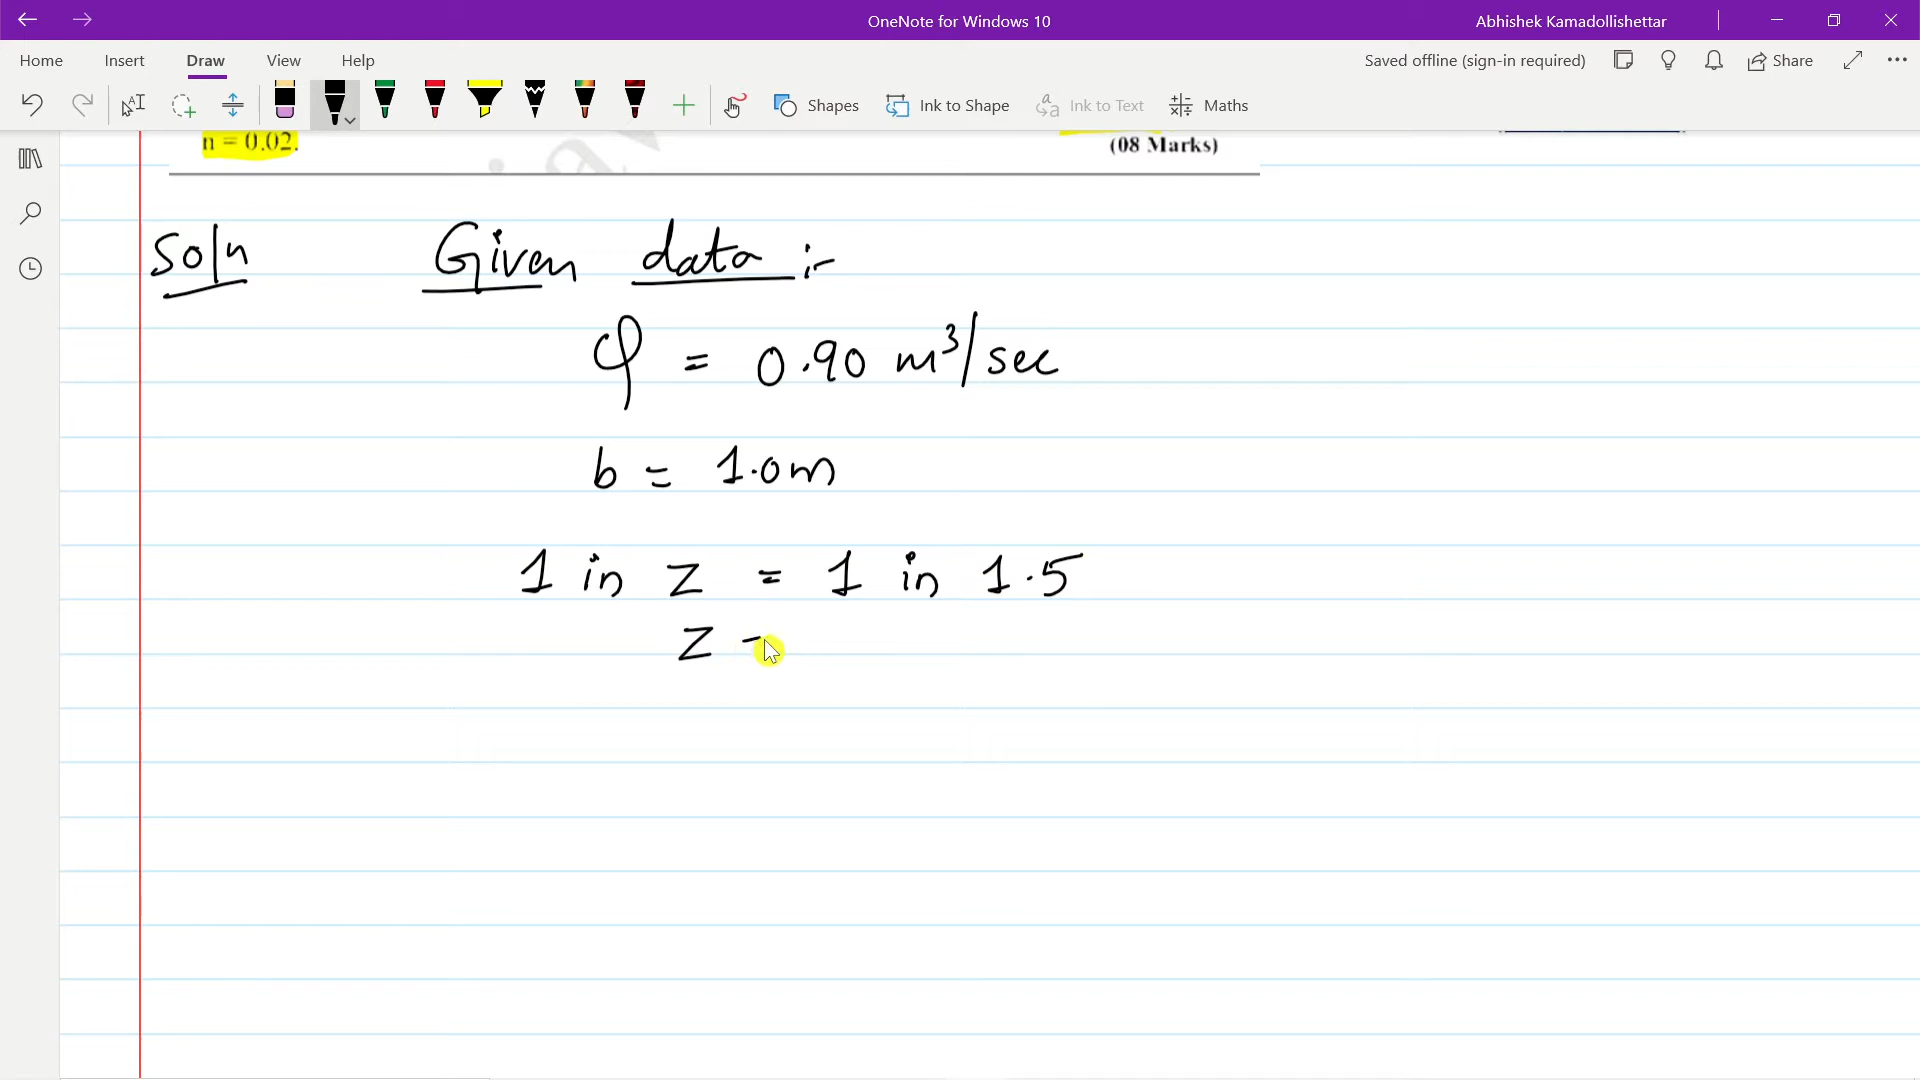 OneNote for Windows 10
Abhishek Kamadollishettar
Home Insert Draw View Help
Saved offline (sign-in required)
Share
Shapes
Ink to Shape
Ink to Text
Maths
n = 0.02.
(08 Marks)
Soln Given data :-
Q = 0.90 m³/sec
b = 1.0m
1 in Z = 1 in 1.5
Z -